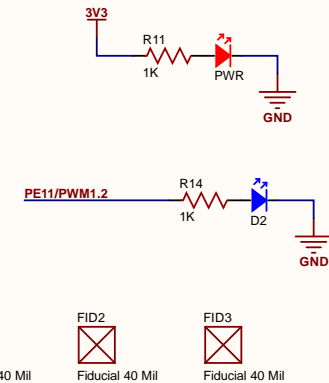 3V3
R11
1K
PWR
GND
PE11/PWM1.2
R14
1K
D2
GND
FID2
FID3
40 Mil
Fiducial 40 Mil
Fiducial 40 Mil